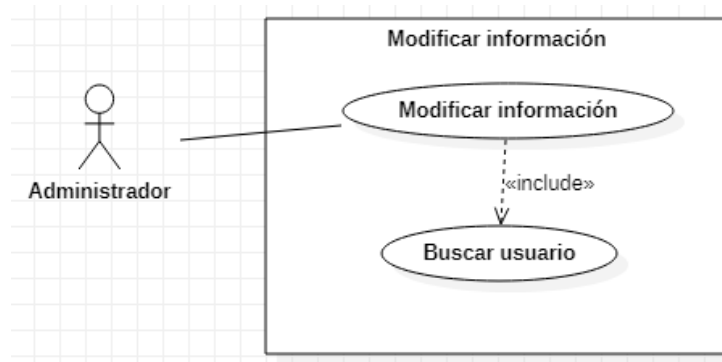 Modificar información
Modificar información
Administrador
«include»
Buscar usuario